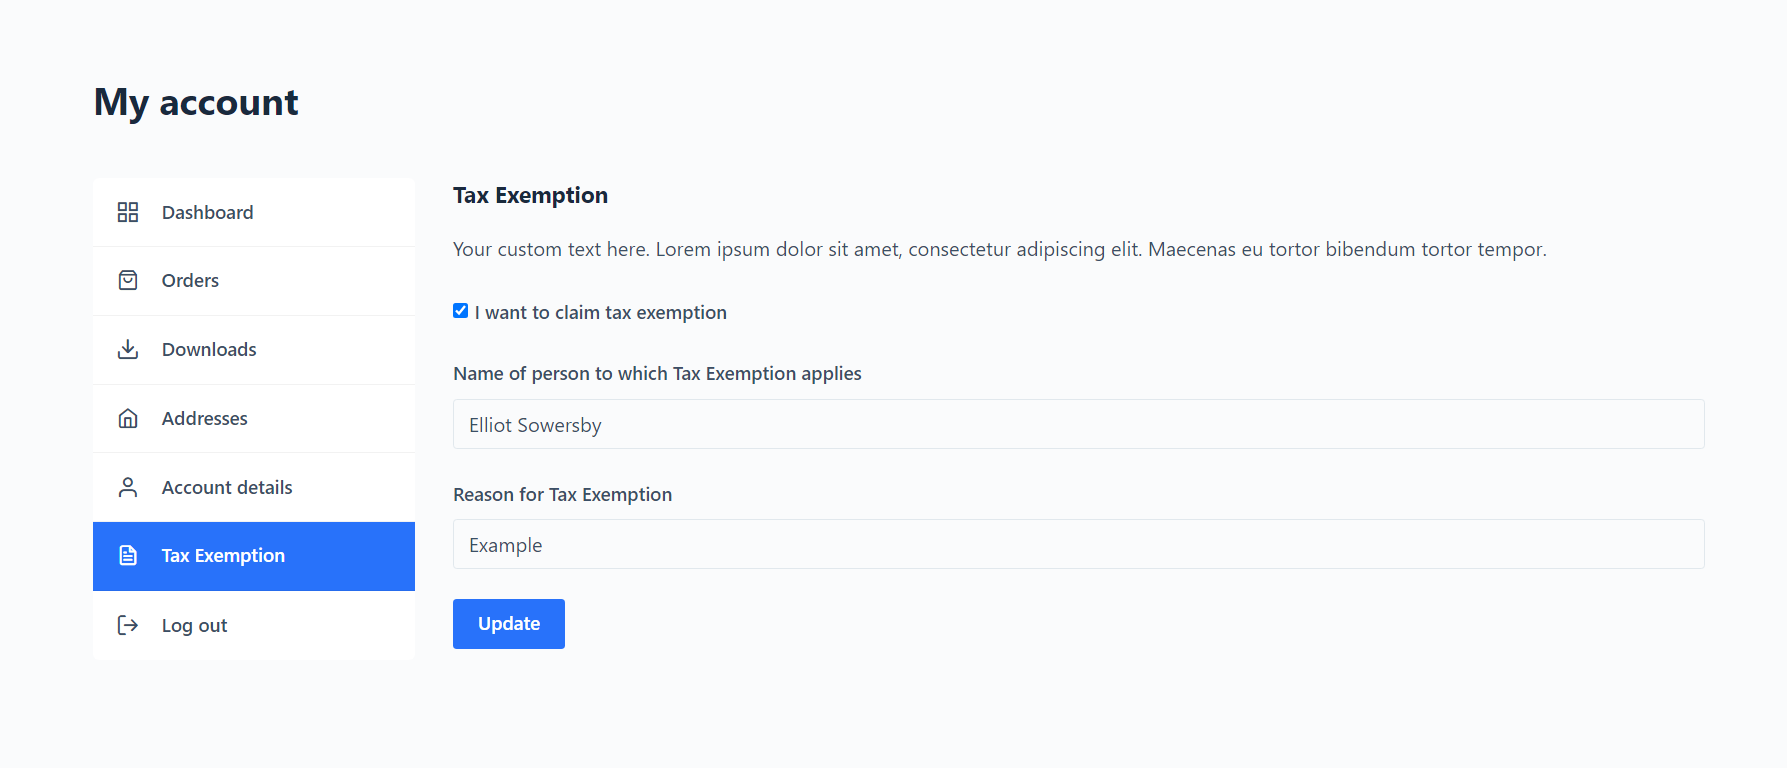 My account
Dashboard
Orders
Downloads
Addresses
Account details
Tax Exemption
Log out
Tax Exemption
Your custom text here. Lorem ipsum dolor sit amet, consectetur adipiscing elit. Maecenas eu tortor bibendum tortor tempor.
I want to claim tax exemption
Name of person to which Tax Exemption applies
Elliot Sowersby
Reason for Tax Exemption
Example
Update